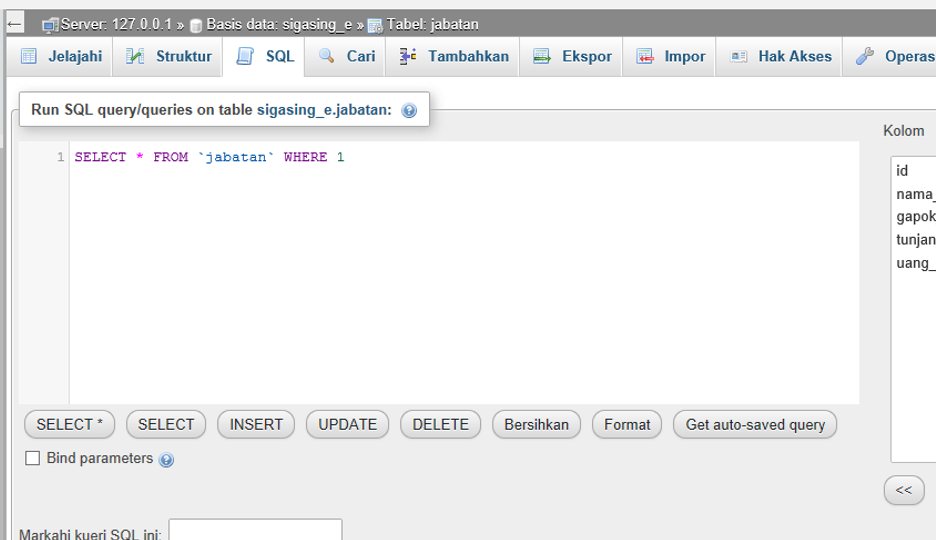 Server: 127.0.0.1 » Basis data: sigasing_e » Tabel: jabatan
Jelajahi Struktur SQL Cari Tambahkan Ekspor Impor Hak Akses Operas
Run SQL query/queries on table sigasing_e.jabatan:
Kolom
1 SELECT * FROM `jabatan` WHERE 1
id
nama_
gapok
tunjan
uang_
SELECT * SELECT INSERT UPDATE DELETE Bersihkan Format Get auto-saved query
Bind parameters
<<
Markahi kueri SQL ini: